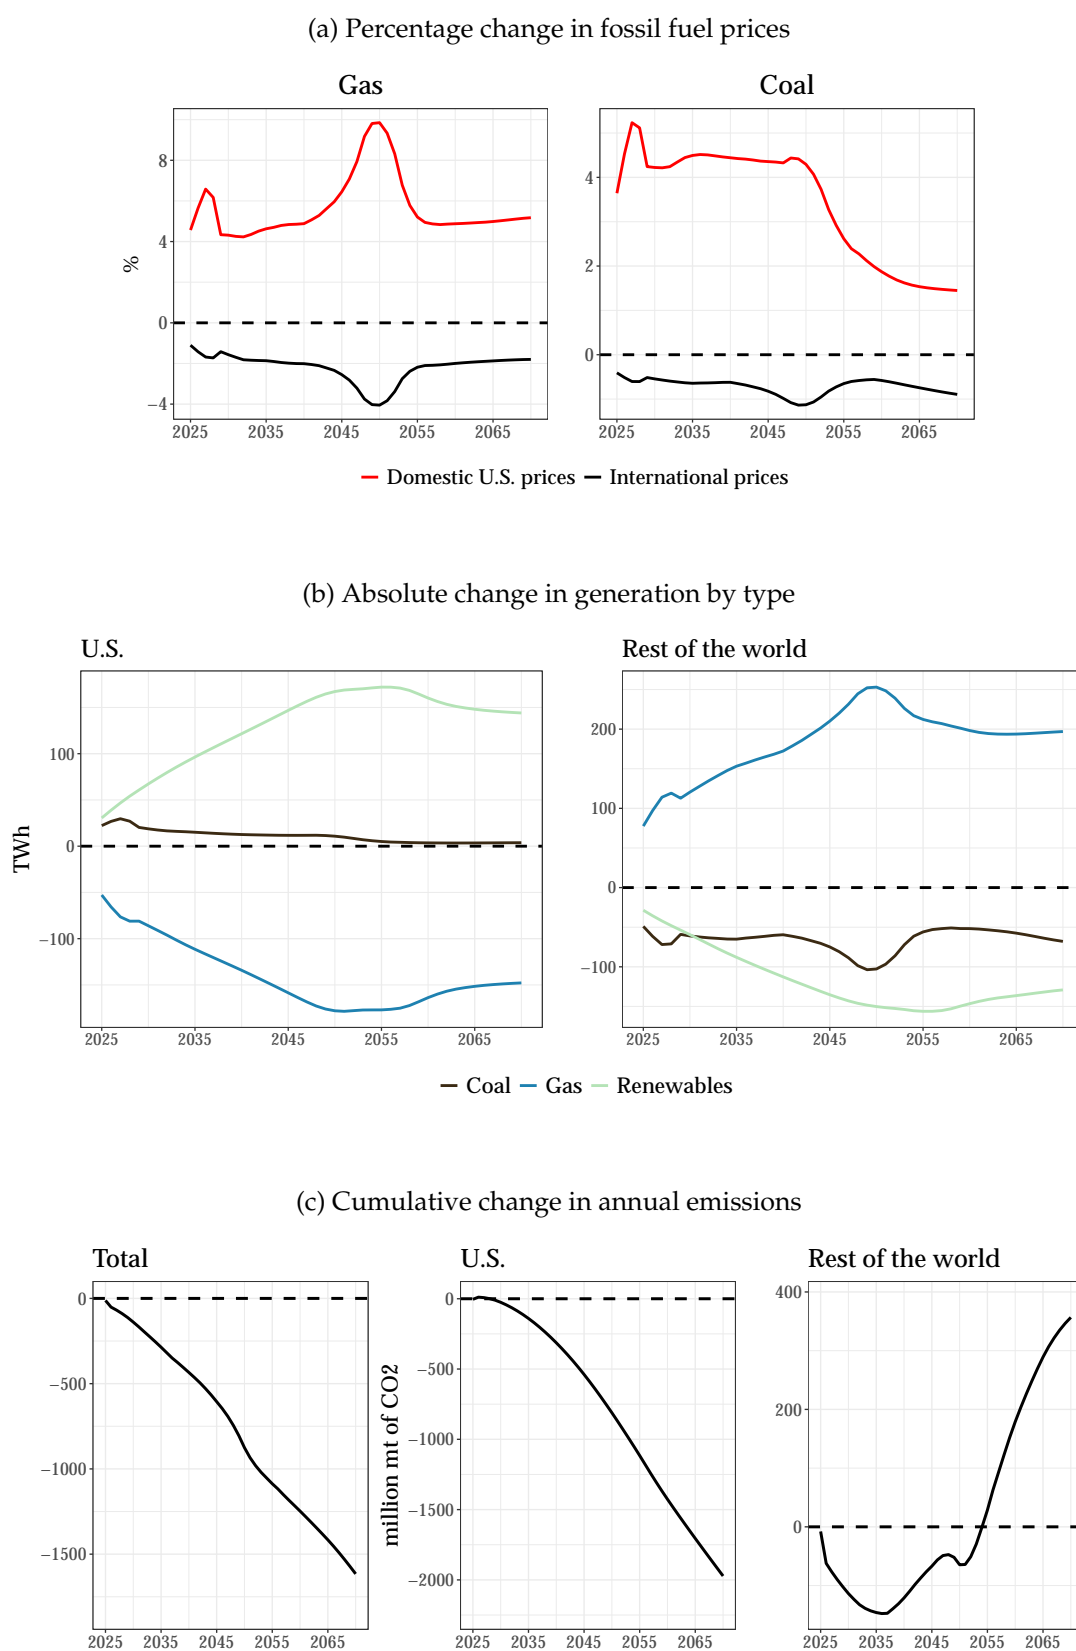 (a) Percentage change in fossil fuel prices
Gas
Coal
%
8
4
0
−4
2025 2035 2045 2055 2065
4
2
0
2025 2035 2045 2055 2065
Domestic U.S. prices International prices
(b) Absolute change in generation by type
U.S.
Rest of the world
TWh
100
0
−100
2025 2035 2045 2055 2065
200
100
0
−100
2025 2035 2045 2055 2065
Coal Gas Renewables
(c) Cumulative change in annual emissions
Total
U.S.
Rest of the world
million mt of CO2
0
−500
−1000
−1500
2025 2035 2045 2055 2065
0
−500
−1000
−1500
−2000
2025 2035 2045 2055 2065
400
200
0
2025 2035 2045 2055 2065